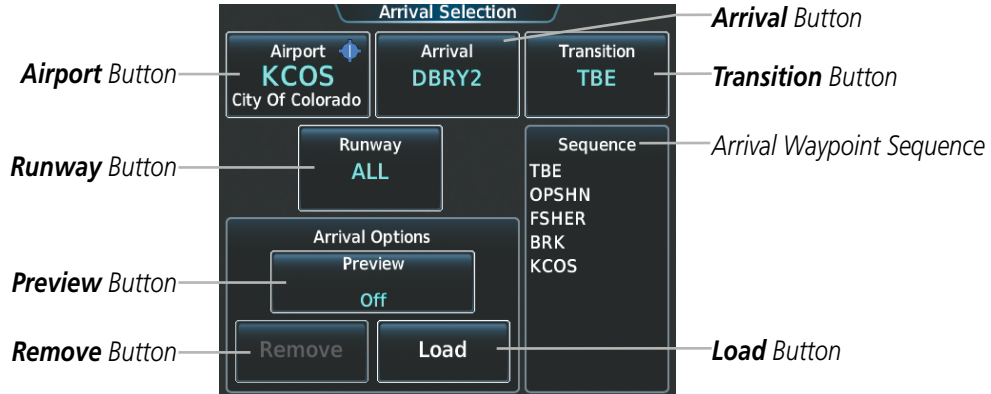 Arrival Selection
Arrival Button
Airport
KCOS
City Of Colorado
Arrival
DBRY2
Transition
TBE
Airport Button
Transition Button
Runway
ALL
Runway Button
Sequence
TBE
OPSHN
FSHER
BRK
KCOS
Arrival Waypoint Sequence
Arrival Options
Preview
Off
Preview Button
Remove
Load
Remove Button
Load Button